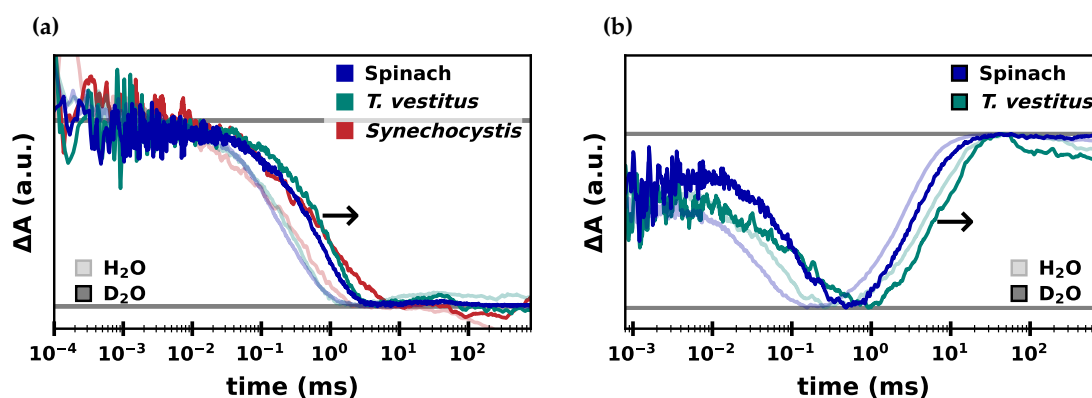 (a)
Spinach
T. vestitus
Synechocystis
ΔA (a.u.)
H₂O
D₂O
10⁻⁴ 10⁻³ 10⁻² 10⁻¹ 10⁰ 10¹ 10²
time (ms)
(b)
Spinach
T. vestitus
ΔA (a.u.)
H₂O
D₂O
10⁻³ 10⁻² 10⁻¹ 10⁰ 10¹ 10²
time (ms)